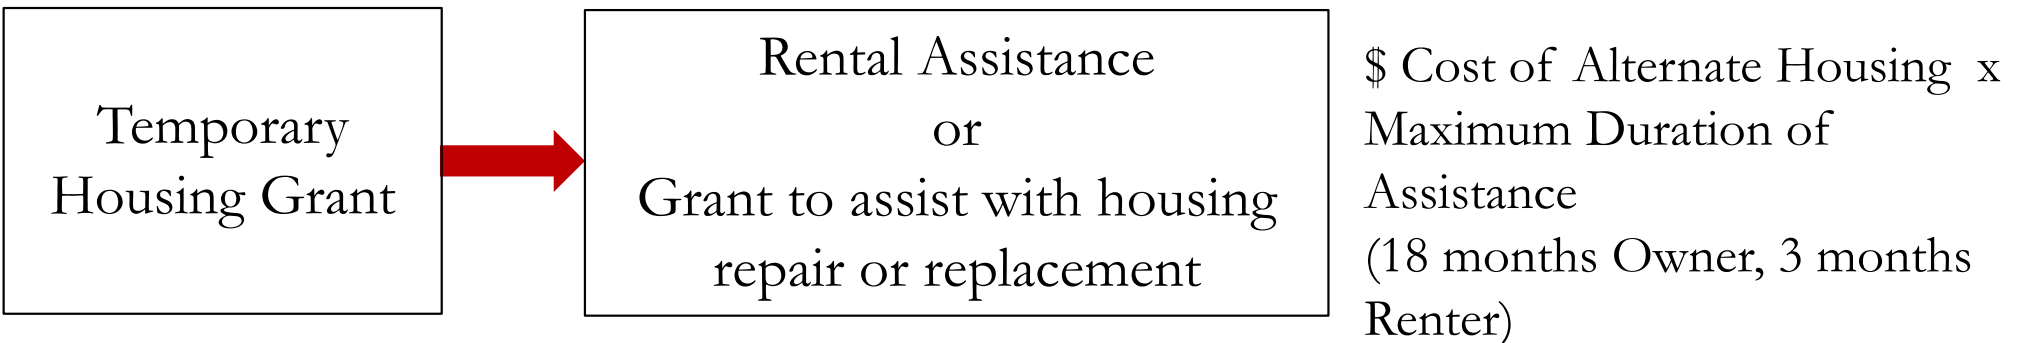 Temporary
Housing Grant
Rental Assistance
or
Grant to assist with housing
repair or replacement
$ Cost of Alternate Housing x
Maximum Duration of
Assistance
(18 months Owner, 3 months
Renter)